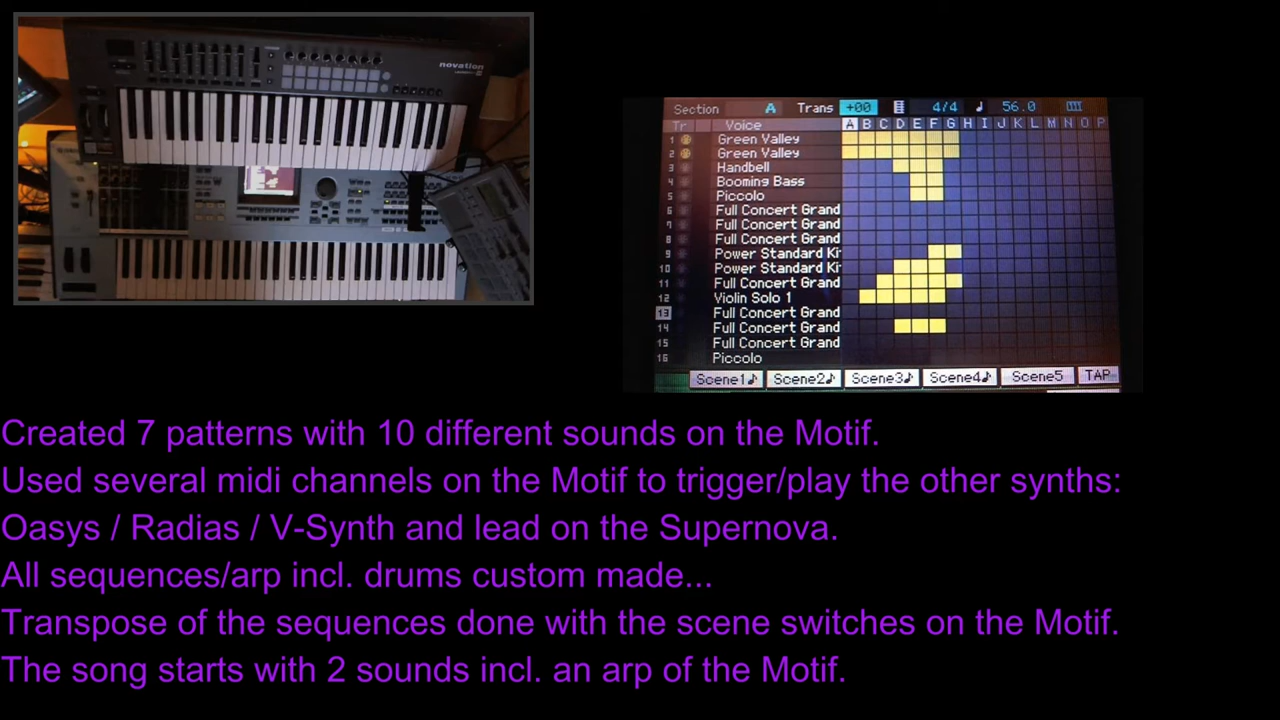 novation
Section A Trans +00 4/4 56.0
Tr Voice A B C D E F G H I J K L M N O P
1 Green Valley
2 Green Valley
3 Handbell
4 Booming Bass
5 Piccolo
6 Full Concert Grand
7 Full Concert Grand
8 Full Concert Grand
9 Power Standard Ki
10 Power Standard Ki
11 Full Concert Grand
12 Violin Solo 1
13 Full Concert Grand
14 Full Concert Grand
15 Full Concert Grand
16 Piccolo
Scene1♪ Scene2♪ Scene3♪ Scene4♪ Scene5 TAP
Created 7 patterns with 10 different sounds on the Motif.
Used several midi channels on the Motif to trigger/play the other synths:
Oasys / Radias / V-Synth and lead on the Supernova.
All sequences/arp incl. drums custom made...
Transpose of the sequences done with the scene switches on the Motif.
The song starts with 2 sounds incl. an arp of the Motif.